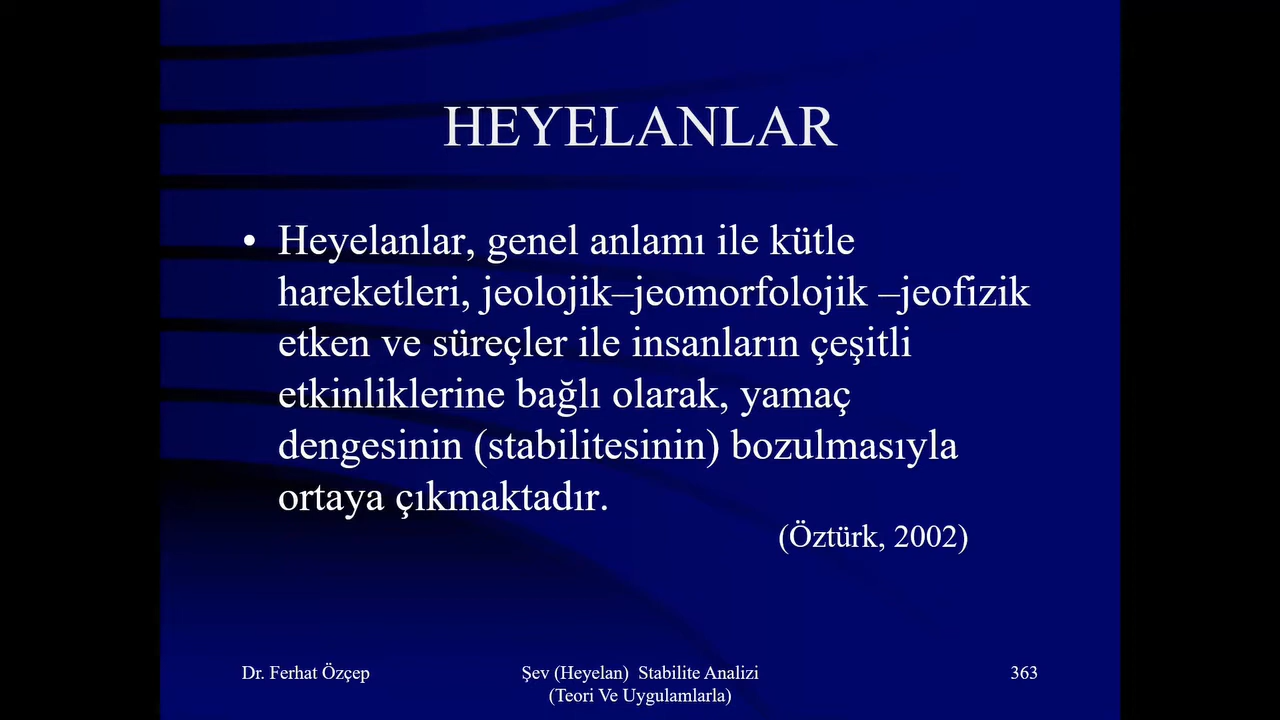 HEYELANLAR
• Heyelanlar, genel anlamı ile kütle
hareketleri, jeolojik–jeomorfolojik –jeofizik
etken ve süreçler ile insanların çeşitli
etkinliklerine bağlı olarak, yamaç
dengesinin (stabilitesinin) bozulmasıyla
ortaya çıkmaktadır.
(Öztürk, 2002)
Dr. Ferhat Özçep
Şev (Heyelan) Stabilite Analizi
(Teori Ve Uygulamlarla)
363